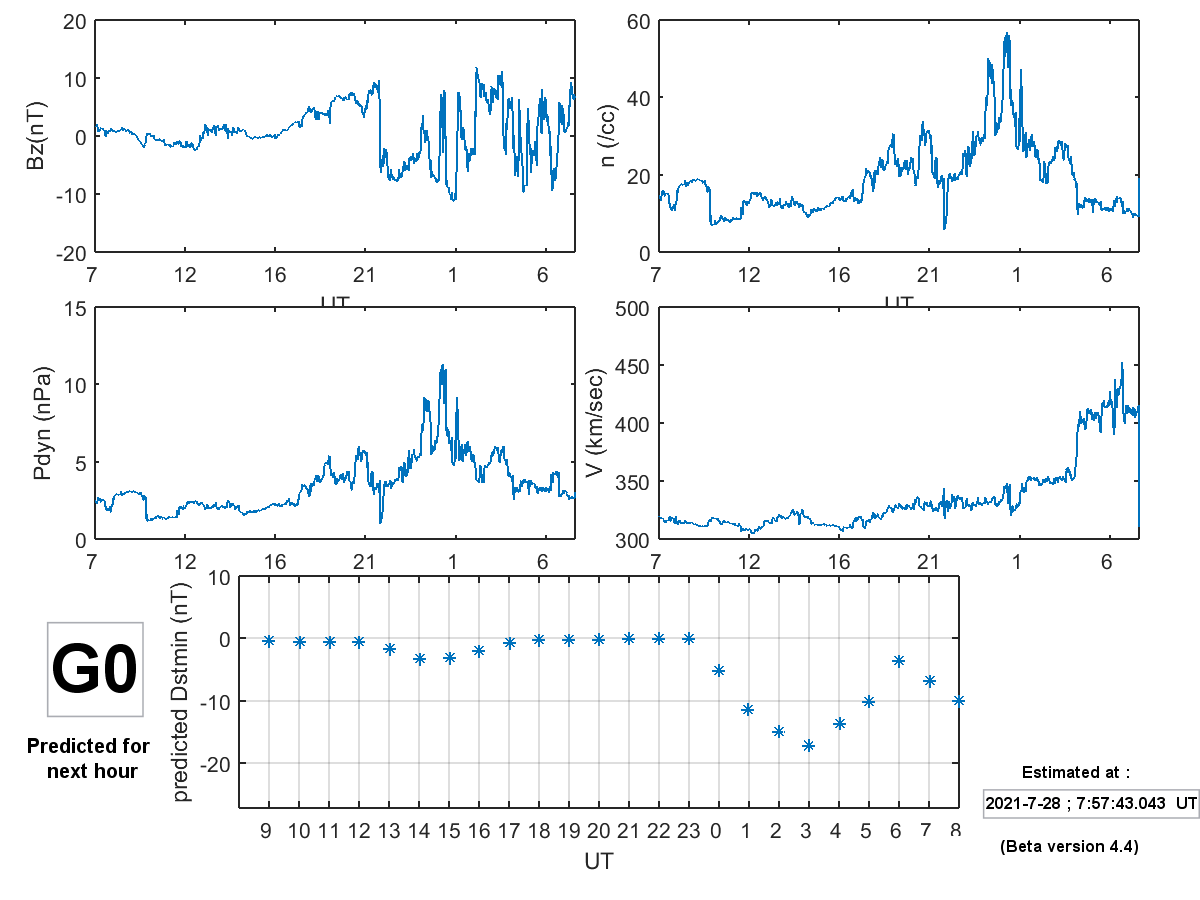 20
10
0
-10
-20
Bz(nT)
7 12 16 21 1 6
UT
60
40
20
0
n (/cc)
7 12 16 21 1 6
UT
15
10
5
0
Pdyn (nPa)
7 12 16 21 1 6
500
450
400
350
300
V (km/sec)
7 12 16 21 1 6
10
0
-10
-20
predicted Dstmin (nT)
9 10 11 12 13 14 15 16 17 18 19 20 21 22 23 0 1 2 3 4 5 6 7 8
UT
G0
Predicted for
next hour
Estimated at :
2021-7-28 ; 7:57:43.043 UT
(Beta version 4.4)